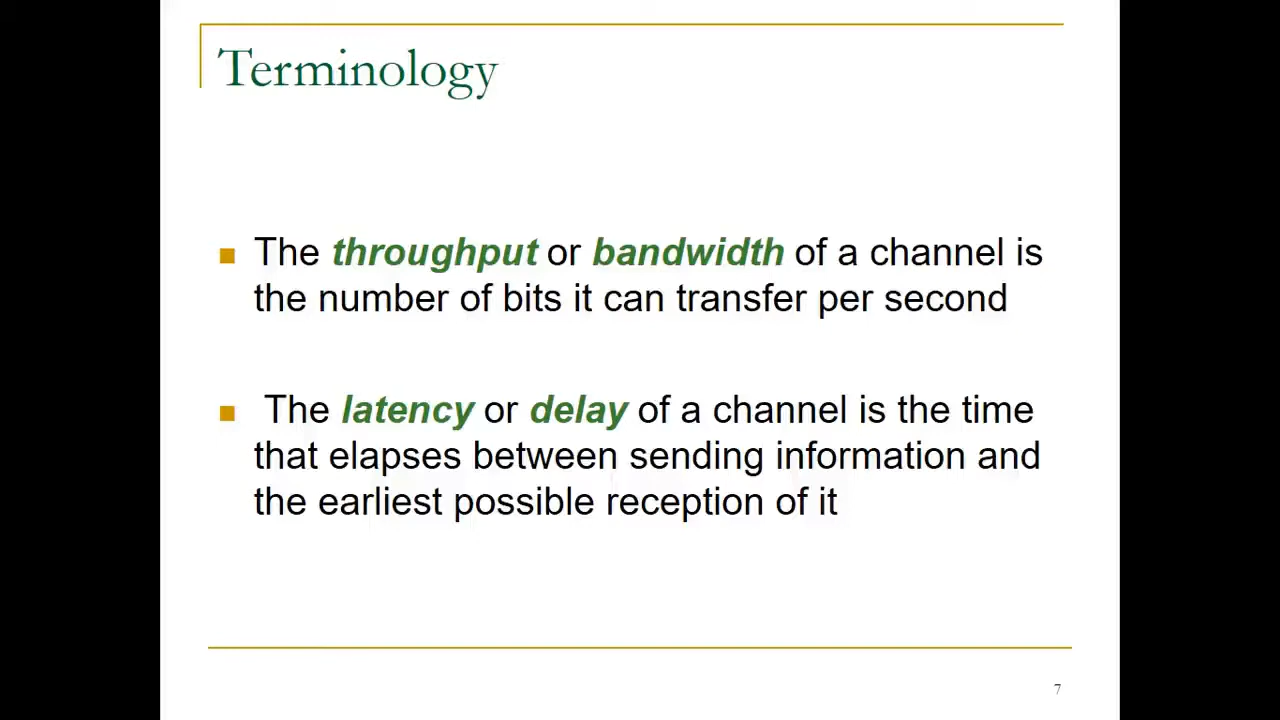 Terminology
The throughput or bandwidth of a channel is
the number of bits it can transfer per second
The latency or delay of a channel is the time
that elapses between sending information and
the earliest possible reception of it
7